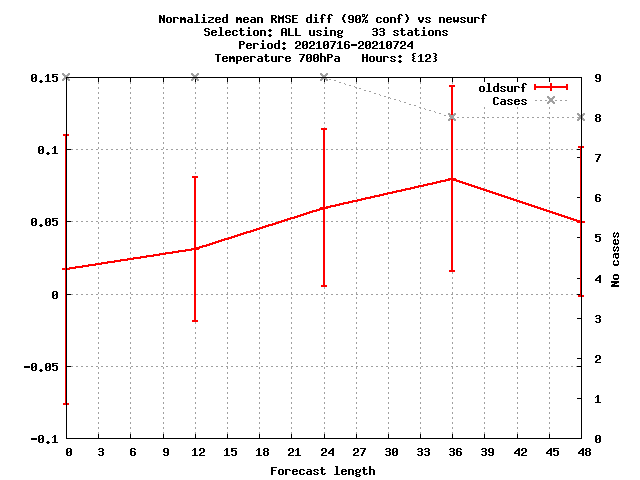 Normalized mean RMSE diff (90% conf) vs newsurf
Selection: ALL using    33 stations
Period: 20210716-20210724
Temperature 700hPa   Hours: {12}
oldsurf
Cases
0.15
0.1
0.05
0
-0.05
-0.1
9
8
7
6
5
4
3
2
1
0
No cases
0 3 6 9 12 15 18 21 24 27 30 33 36 39 42 45 48
Forecast length